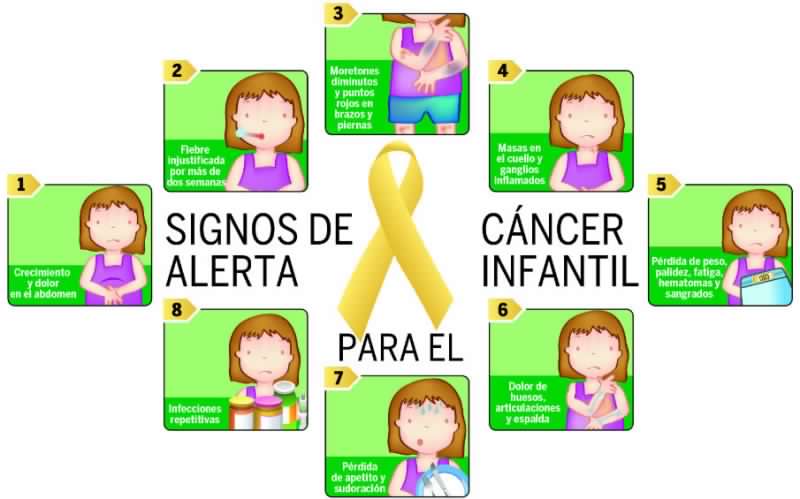 1
Crecimiento
y dolor
en el abdomen
2
Fiebre
injustificada
por más de
dos semanas
3
Moretones
diminutos
y puntos
rojos en
brazos y
piernas
4
Masas en
el cuello y
ganglios
inflamados
5
Pérdida de peso,
palidez, fatiga,
hematomas y
sangrados
SIGNOS DE
ALERTA
PARA EL
CÁNCER
INFANTIL
6
Dolor de
huesos,
articulaciones
y espalda
7
Pérdida
de apetito y
sudoración
8
Infecciones
repetitivas